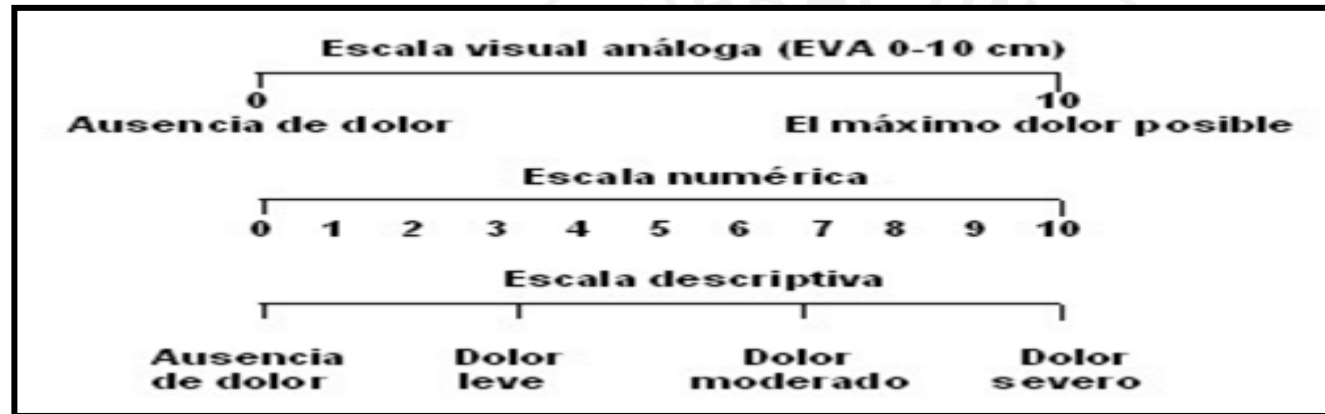 Escala visual análoga (EVA 0-10 cm)
0 10
Ausencia de dolor El máximo dolor posible
Escala numérica
0 1 2 3 4 5 6 7 8 9 10
Escala descriptiva
Ausencia Dolor Dolor Dolor
de dolor leve moderado severo